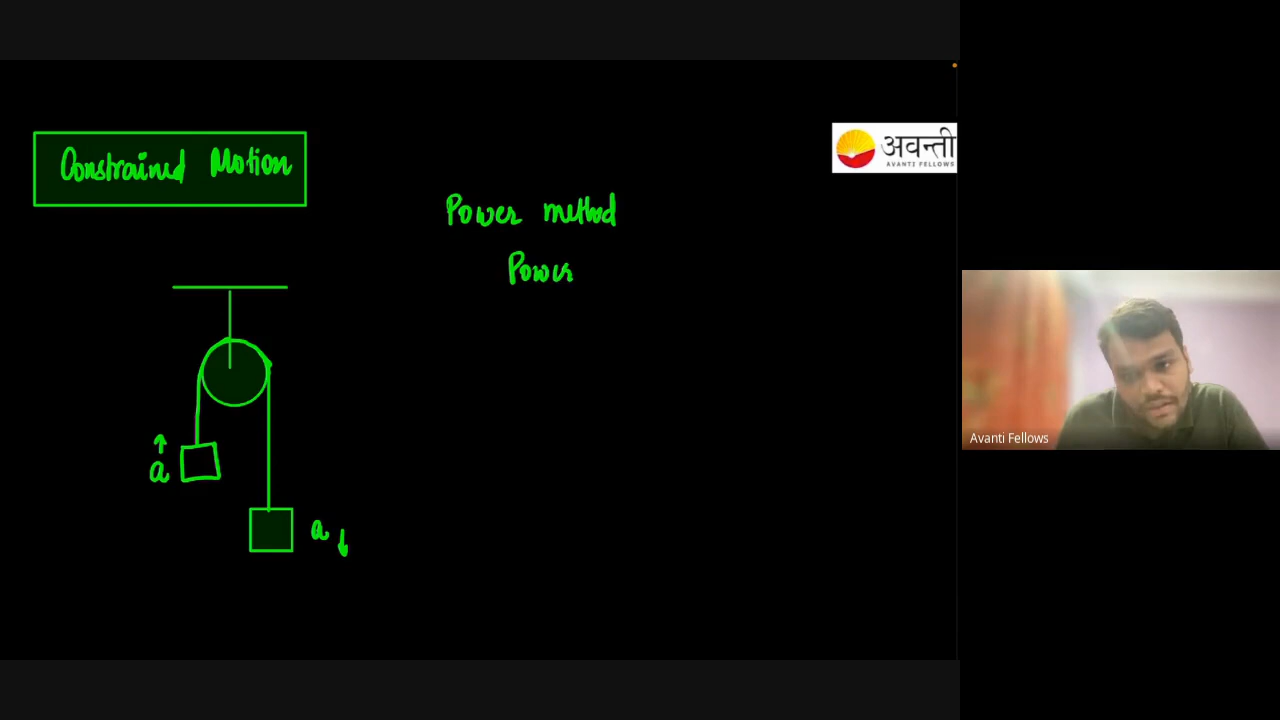 Constrained Motion
अवन्ती
AVANTI FELLOWS
Power method
Power
a
a
Avanti Fellows